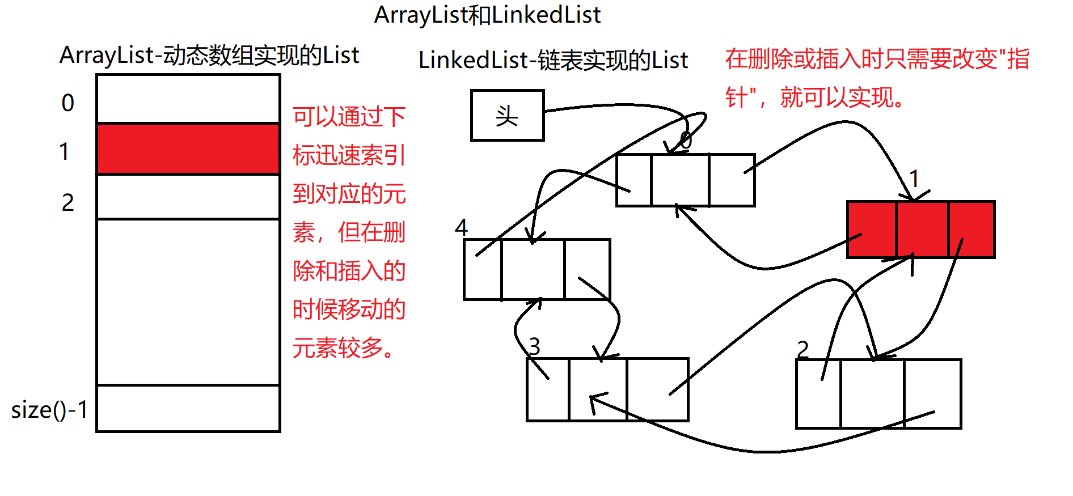 ArrayList和LinkedList
ArrayList-动态数组实现的List
0
1
2
size()-1
可以通过下
标迅速索引
到对应的元
素，但在删
除和插入的
时候移动的
元素较多。
LinkedList-链表实现的List
在删除或插入时只需要改变"指
针"，就可以实现。
头
0
1
4
3
2